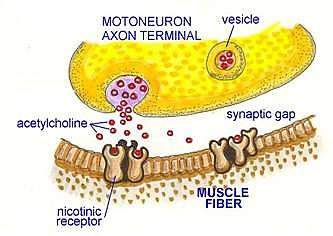 MOTONEURON
AXON TERMINAL
vesicle
acetylcholine
synaptic gap
MUSCLE
FIBER
nicotinic
receptor